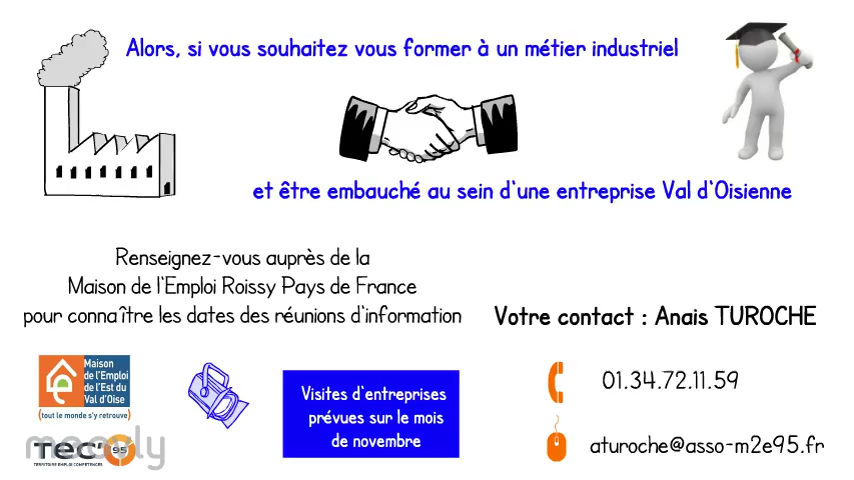 Alors, si vous souhaitez vous former à un métier industriel
et être embauché au sein d'une entreprise Val d'Oisienne
Renseignez-vous auprès de la
Maison de l'Emploi Roissy Pays de France
pour connaître les dates des réunions d'information
Votre contact : Anais TUROCHE
Maison
de l'Emploi
de l'Est du
Val d'Oise
(tout le monde s'y retrouve)
Visites d'entreprises
prévues sur le mois
de novembre
01.34.72.11.59
aturoche@asso-m2e95.fr
TEC 95
TERRITOIRE EMPLOI COMPETENCES